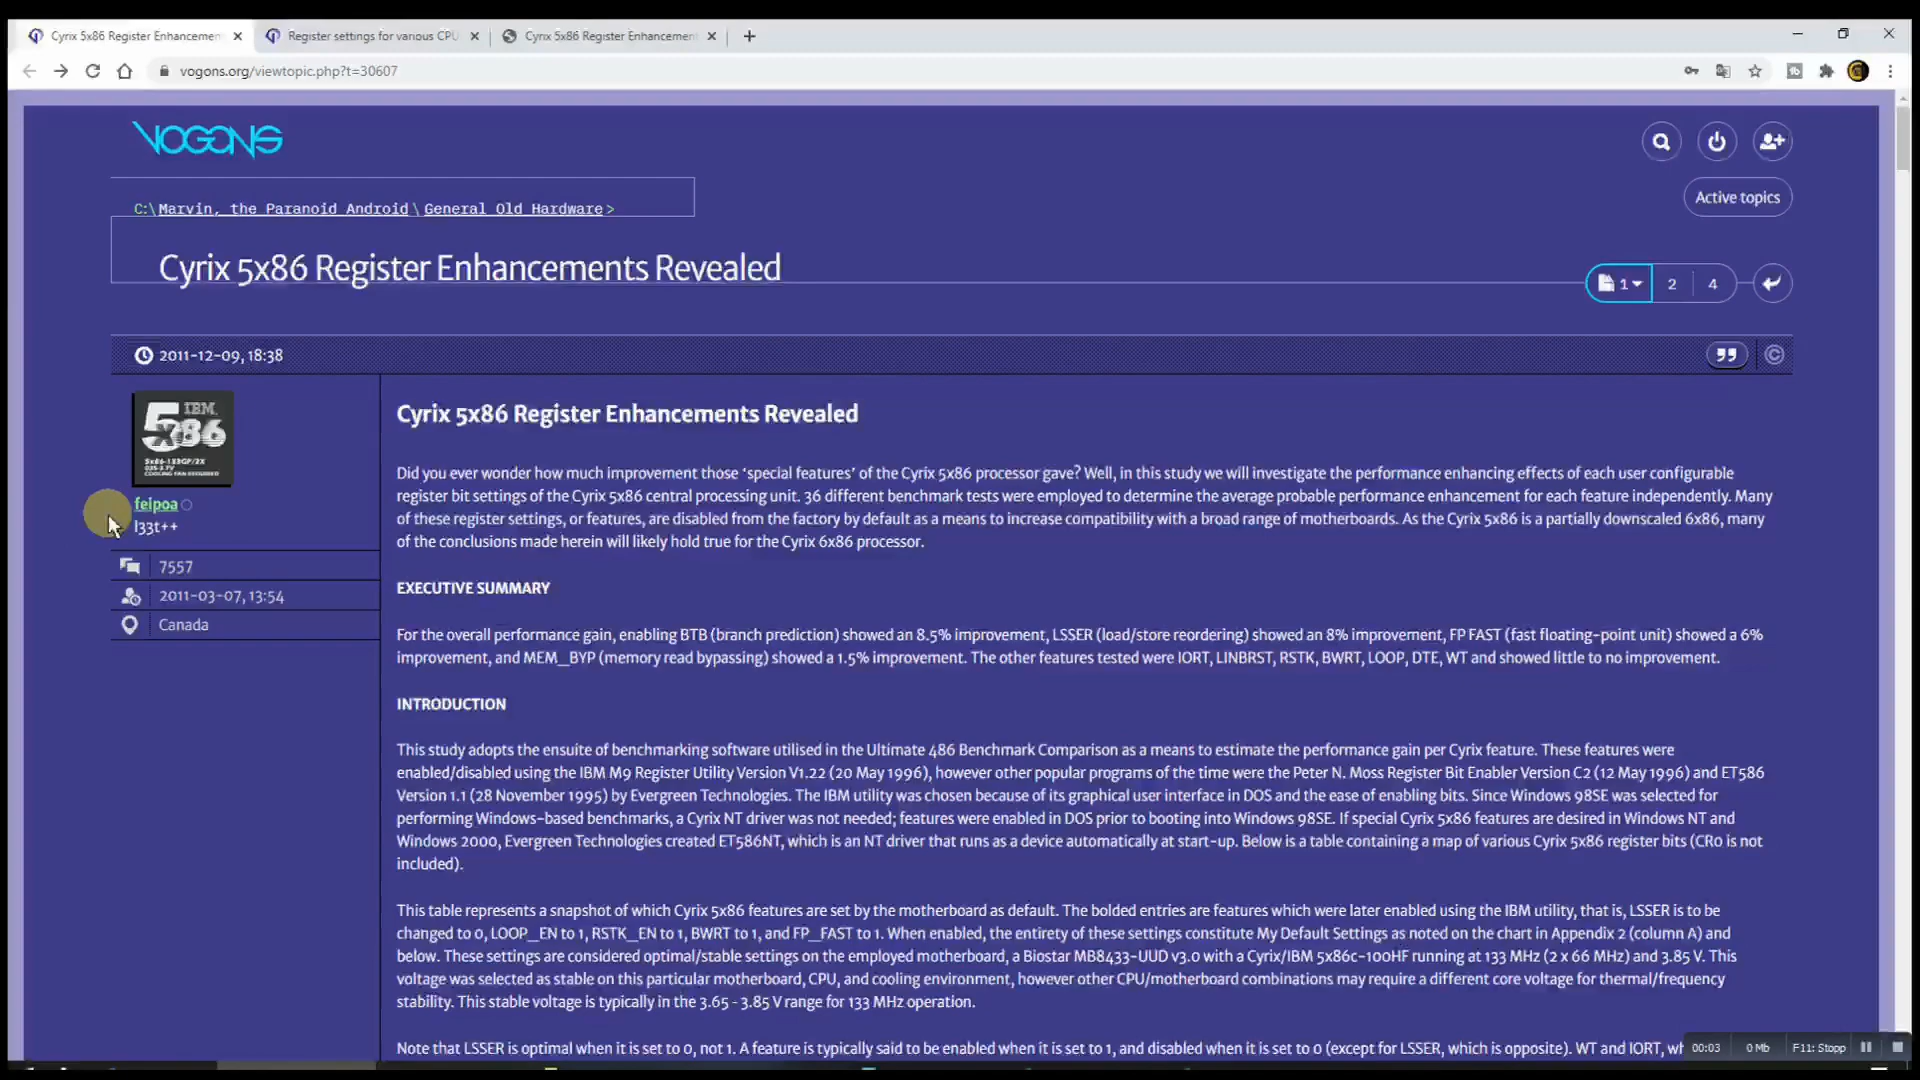 Cyrix 5x86 Register Enhancemen
Register settings for various CPU
Cyrix 5x86 Register Enhancement
vogons.org/viewtopic.php?t=30607
VOGONS
C:\Marvin, the Paranoid Android\General Old Hardware>
Active topics
Cyrix 5x86 Register Enhancements Revealed
1
2
4
2011-12-09, 18:38
IBM
5x86
feipoa
l33t++
7557
2011-03-07, 13:54
Canada
Cyrix 5x86 Register Enhancements Revealed
Did you ever wonder how much improvement those 'special features' of the Cyrix 5x86 processor gave? Well, in this study we will investigate the performance enhancing effects of each user configurable
register bit settings of the Cyrix 5x86 central processing unit. 36 different benchmark tests were employed to determine the average probable performance enhancement for each feature independently. Many
of these register settings, or features, are disabled from the factory by default as a means to increase compatibility with a broad range of motherboards. As the Cyrix 5x86 is a partially downscaled 6x86, many
of the conclusions made herein will likely hold true for the Cyrix 6x86 processor.
EXECUTIVE SUMMARY
For the overall performance gain, enabling BTB (branch prediction) showed an 8.5% improvement, LSSER (load/store reordering) showed an 8% improvement, FP FAST (fast floating-point unit) showed a 6%
improvement, and MEM_BYP (memory read bypassing) showed a 1.5% improvement. The other features tested were IORT, LINBRST, RSTK, BWRT, LOOP, DTE, WT and showed little to no improvement.
INTRODUCTION
This study adopts the ensuite of benchmarking software utilised in the Ultimate 486 Benchmark Comparison as a means to estimate the performance gain per Cyrix feature. These features were
enabled/disabled using the IBM M9 Register Utility Version V1.22 (20 May 1996), however other popular programs of the time were the Peter N. Moss Register Bit Enabler Version C2 (12 May 1996) and ET586
Version 1.1 (28 November 1995) by Evergreen Technologies. The IBM utility was chosen because of its graphical user interface in DOS and the ease of enabling bits. Since Windows 98SE was selected for
performing Windows-based benchmarks, a Cyrix NT driver was not needed; features were enabled in DOS prior to booting into Windows 98SE. If special Cyrix 5x86 features are desired in Windows NT and
Windows 2000, Evergreen Technologies created ET586NT, which is an NT driver that runs as a device automatically at start-up. Below is a table containing a map of various Cyrix 5x86 register bits (CR0 is not
included).
This table represents a snapshot of which Cyrix 5x86 features are set by the motherboard as default. The bolded entries are features which were later enabled using the IBM utility, that is, LSSER is to be
changed to 0, LOOP_EN to 1, RSTK_EN to 1, BWRT to 1, and FP_FAST to 1. When enabled, the entirety of these settings constitute My Default Settings as noted on the chart in Appendix 2 (column A) and
below. These settings are considered optimal/stable settings on the employed motherboard, a Biostar MB8433-UUD v3.0 with a Cyrix/IBM 5x86c-100HF running at 133 MHz (2 x 66 MHz) and 3.85 V. This
voltage was selected as stable on this particular motherboard, CPU, and cooling environment, however other CPU/motherboard combinations may require a different core voltage for thermal/frequency
stability. This stable voltage is typically in the 3.65 - 3.85 V range for 133 MHz operation.
Note that LSSER is optimal when it is set to 0, not 1. A feature is typically said to be enabled when it is set to 1, and disabled when it is set to 0 (except for LSSER, which is opposite). WT and IORT, wh
00:03 0 Mb F11: Stopp